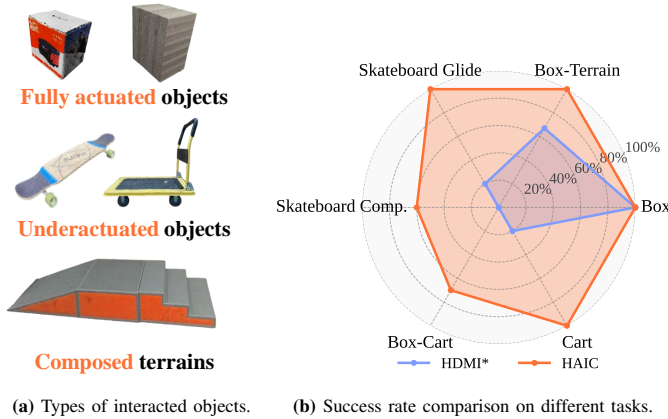 Fully actuated objects
Underactuated objects
Composed terrains
(a) Types of interacted objects.
Skateboard Glide
Box-Terrain
100%
80%
60%
40%
20%
Skateboard Comp.
Box
Box-Cart
Cart
HDMI*
HAIC
(b) Success rate comparison on different tasks.